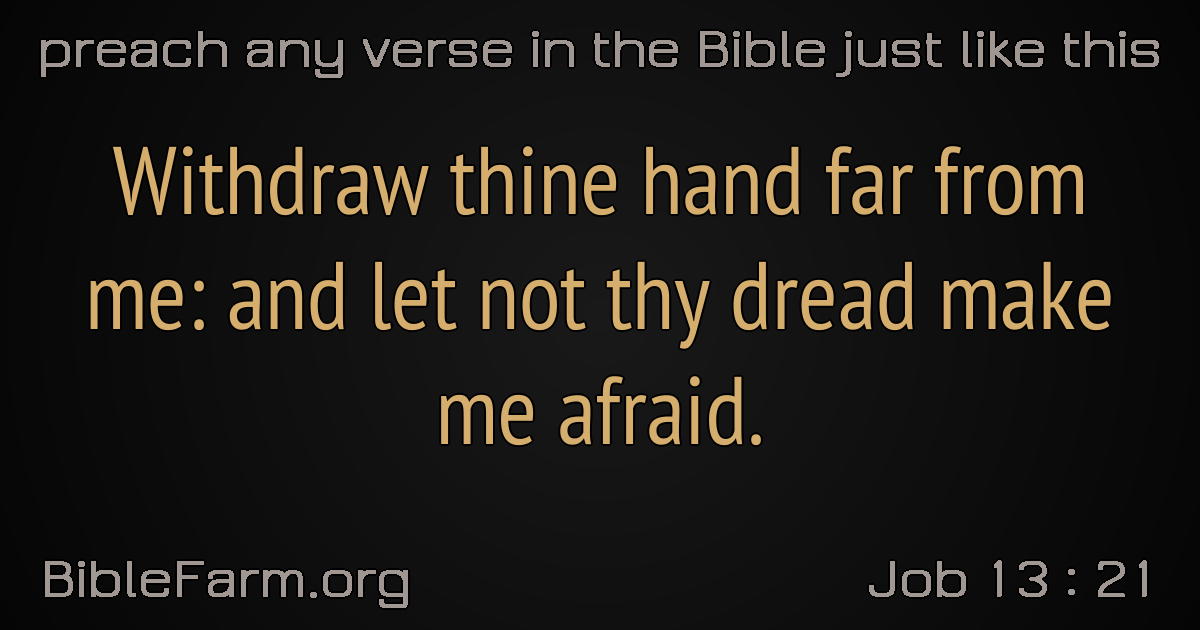 preach any verse in the Bible just like this
Withdraw thine hand far from
me: and let not thy dread make
me afraid.
BibleFarm.org
Job 13 : 21